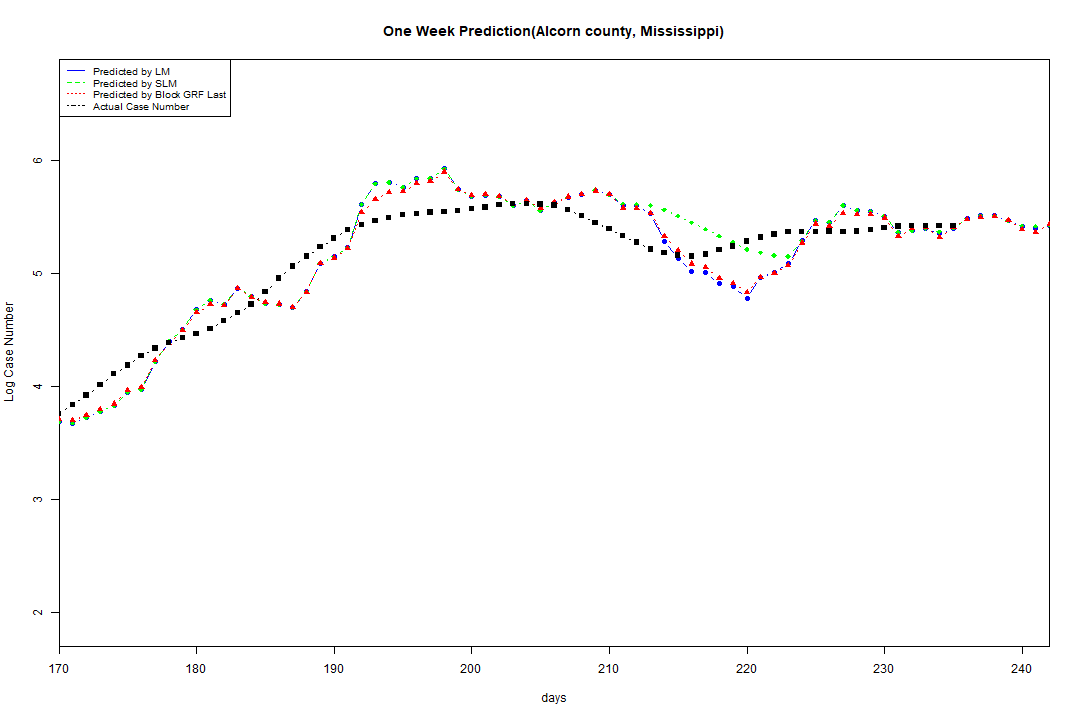 One Week Prediction(Alcorn county, Mississippi)
Predicted by LM
Predicted by SLM
Predicted by Block GRF Last
Actual Case Number
Log Case Number
6
5
4
3
2
170 180 190 200 210 220 230 240
days